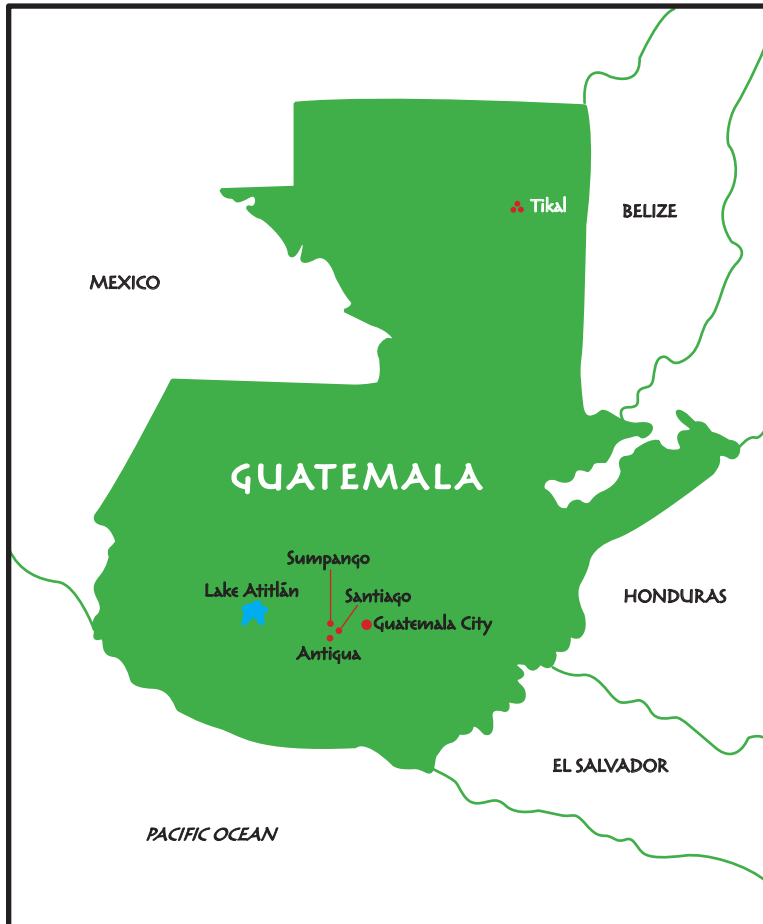 Tikal
BELIZE
MEXICO
GUATEMALA
Sumpango
Lake Atitlán
Santiago
HONDURAS
Guatemala City
Antigua
EL SALVADOR
PACIFIC OCEAN